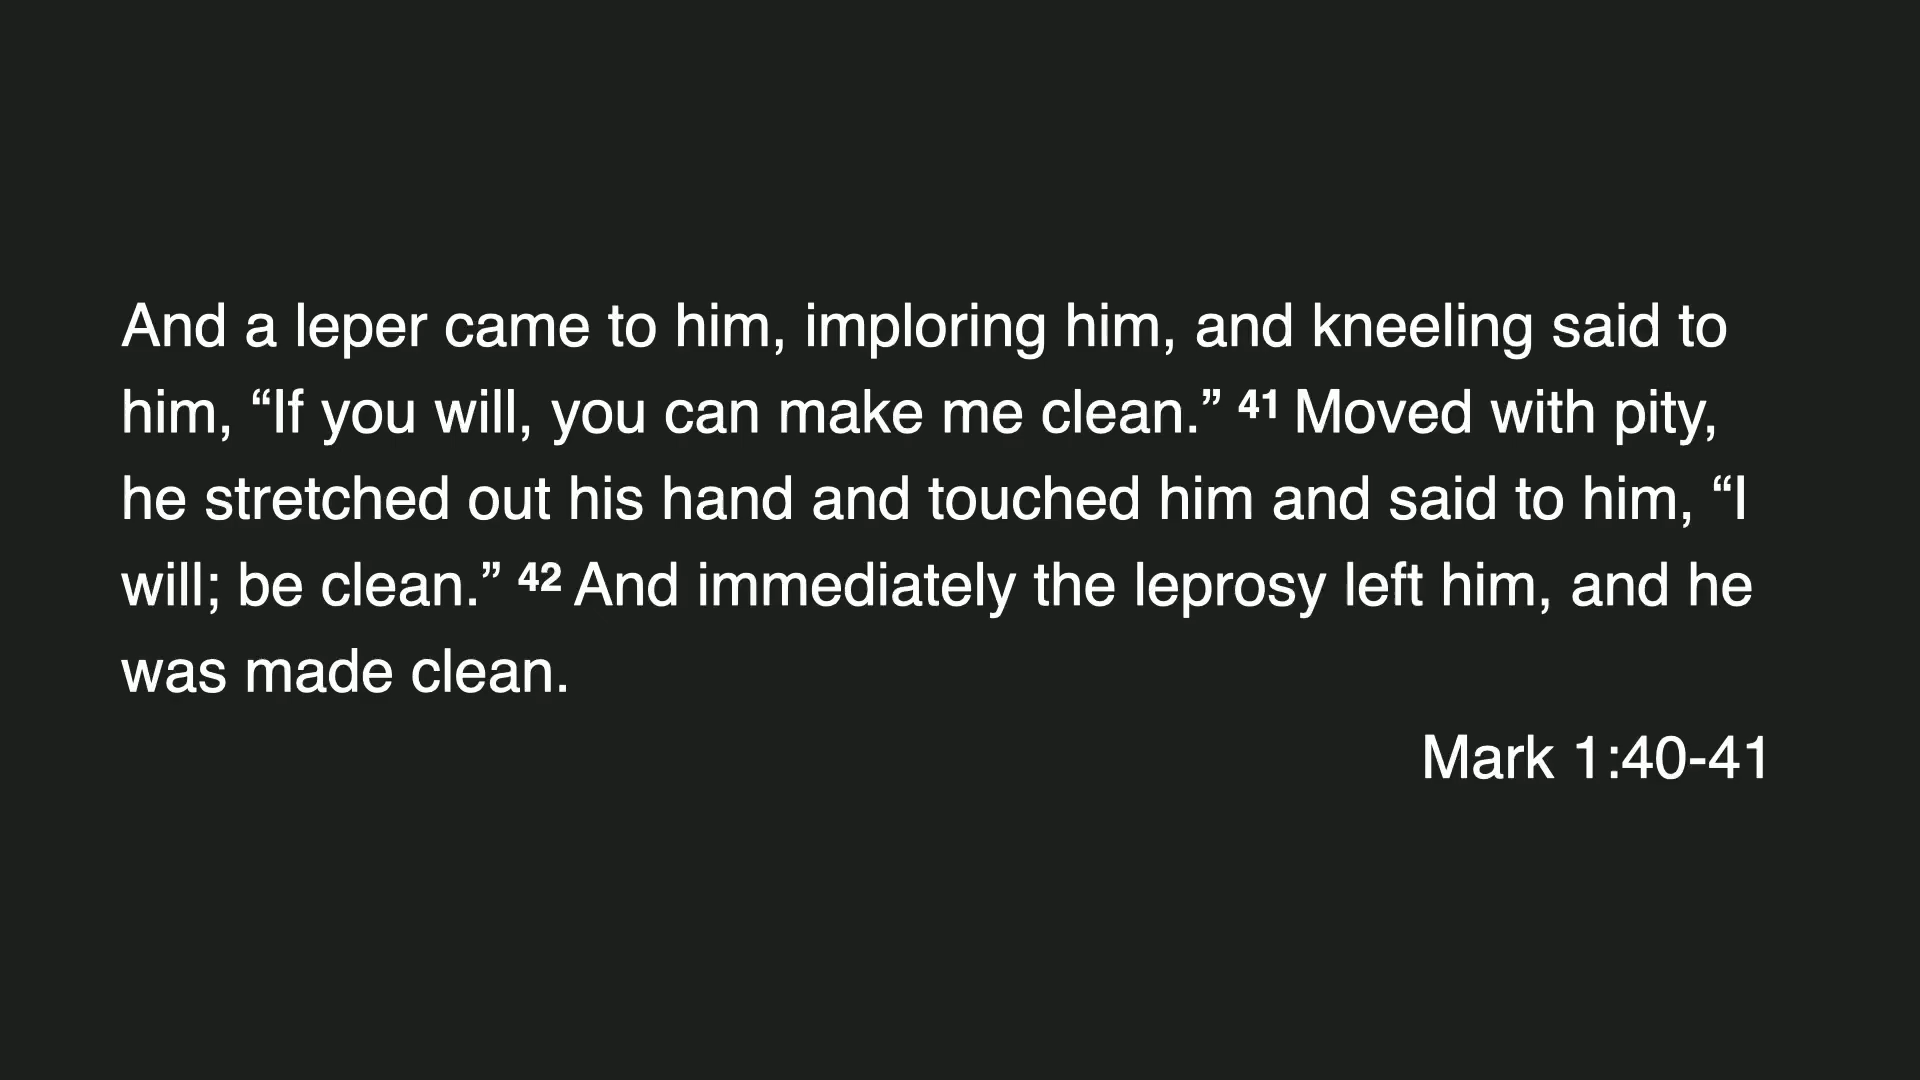 And a leper came to him, imploring him, and kneeling said to
him, “If you will, you can make me clean.” 41 Moved with pity,
he stretched out his hand and touched him and said to him, “I
will; be clean.” 42 And immediately the leprosy left him, and he
was made clean.
Mark 1:40-41